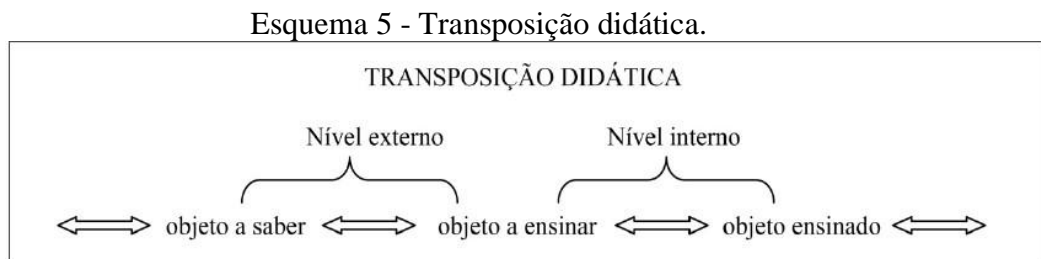 Esquema 5 - Transposição didática.
TRANSPOSIÇÃO DIDÁTICA
Nível externo Nível interno
objeto a saber objeto a ensinar objeto ensinado